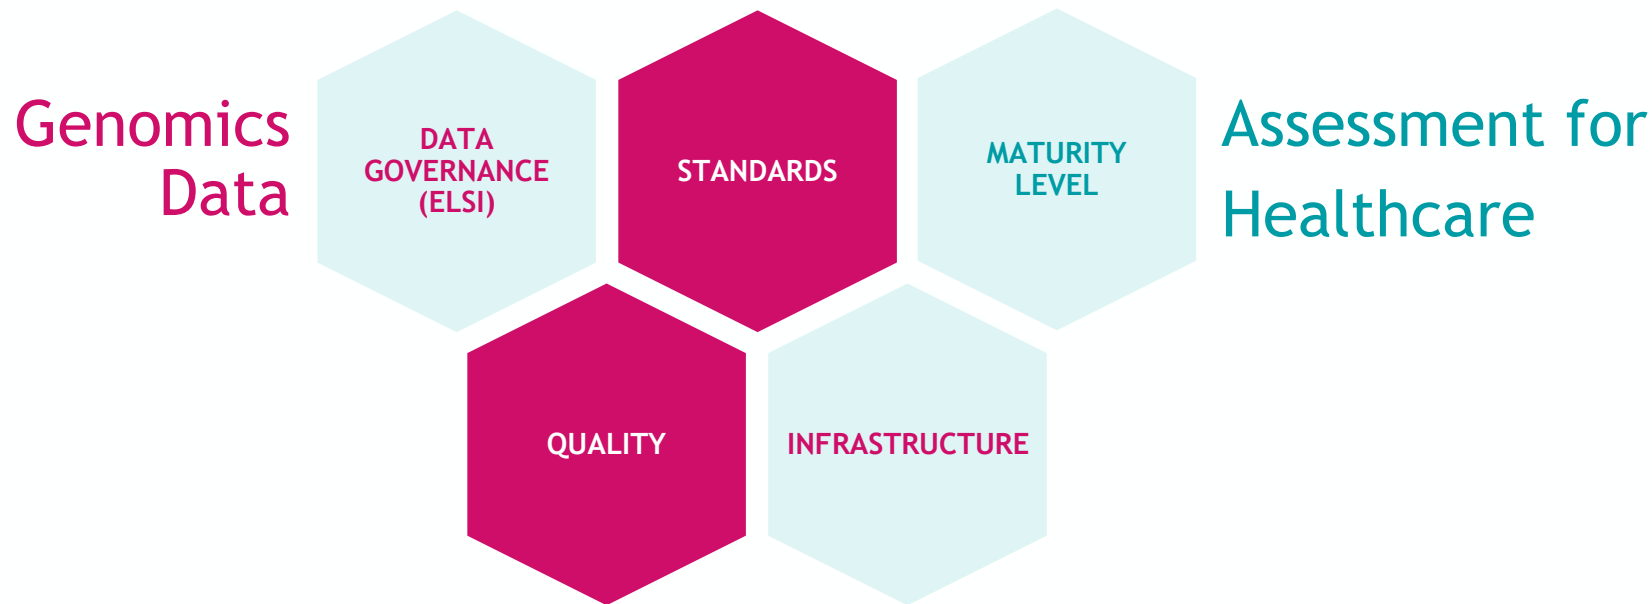 Genomics
Data
DATA
GOVERNANCE
(ELSI)
STANDARDS
MATURITY
LEVEL
Assessment for
Healthcare
QUALITY
INFRASTRUCTURE